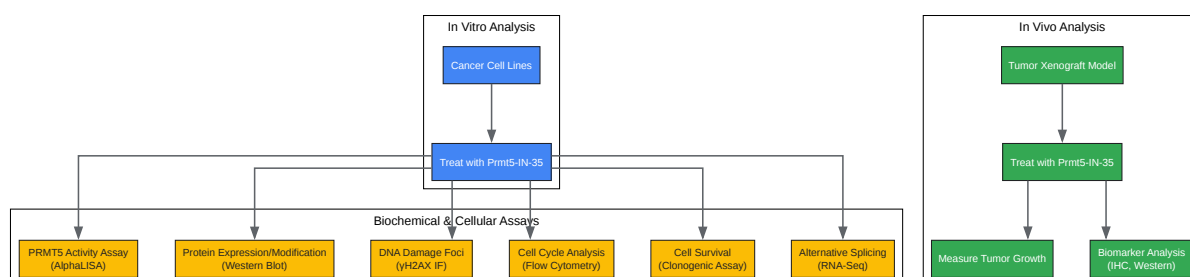 In Vitro Analysis
In Vivo Analysis
Cancer Cell Lines
Tumor Xenograft Model
Treat with Prmt5-IN-35
Treat with Prmt5-IN-35
Biochemical & Cellular Assays
PRMT5 Activity Assay
(AlphaLISA)
Protein Expression/Modification
(Western Blot)
DNA Damage Foci
(γH2AX IF)
Cell Cycle Analysis
(Flow Cytometry)
Cell Survival
(Clonogenic Assay)
Alternative Splicing
(RNA-Seq)
Measure Tumor Growth
Biomarker Analysis
(IHC, Western)